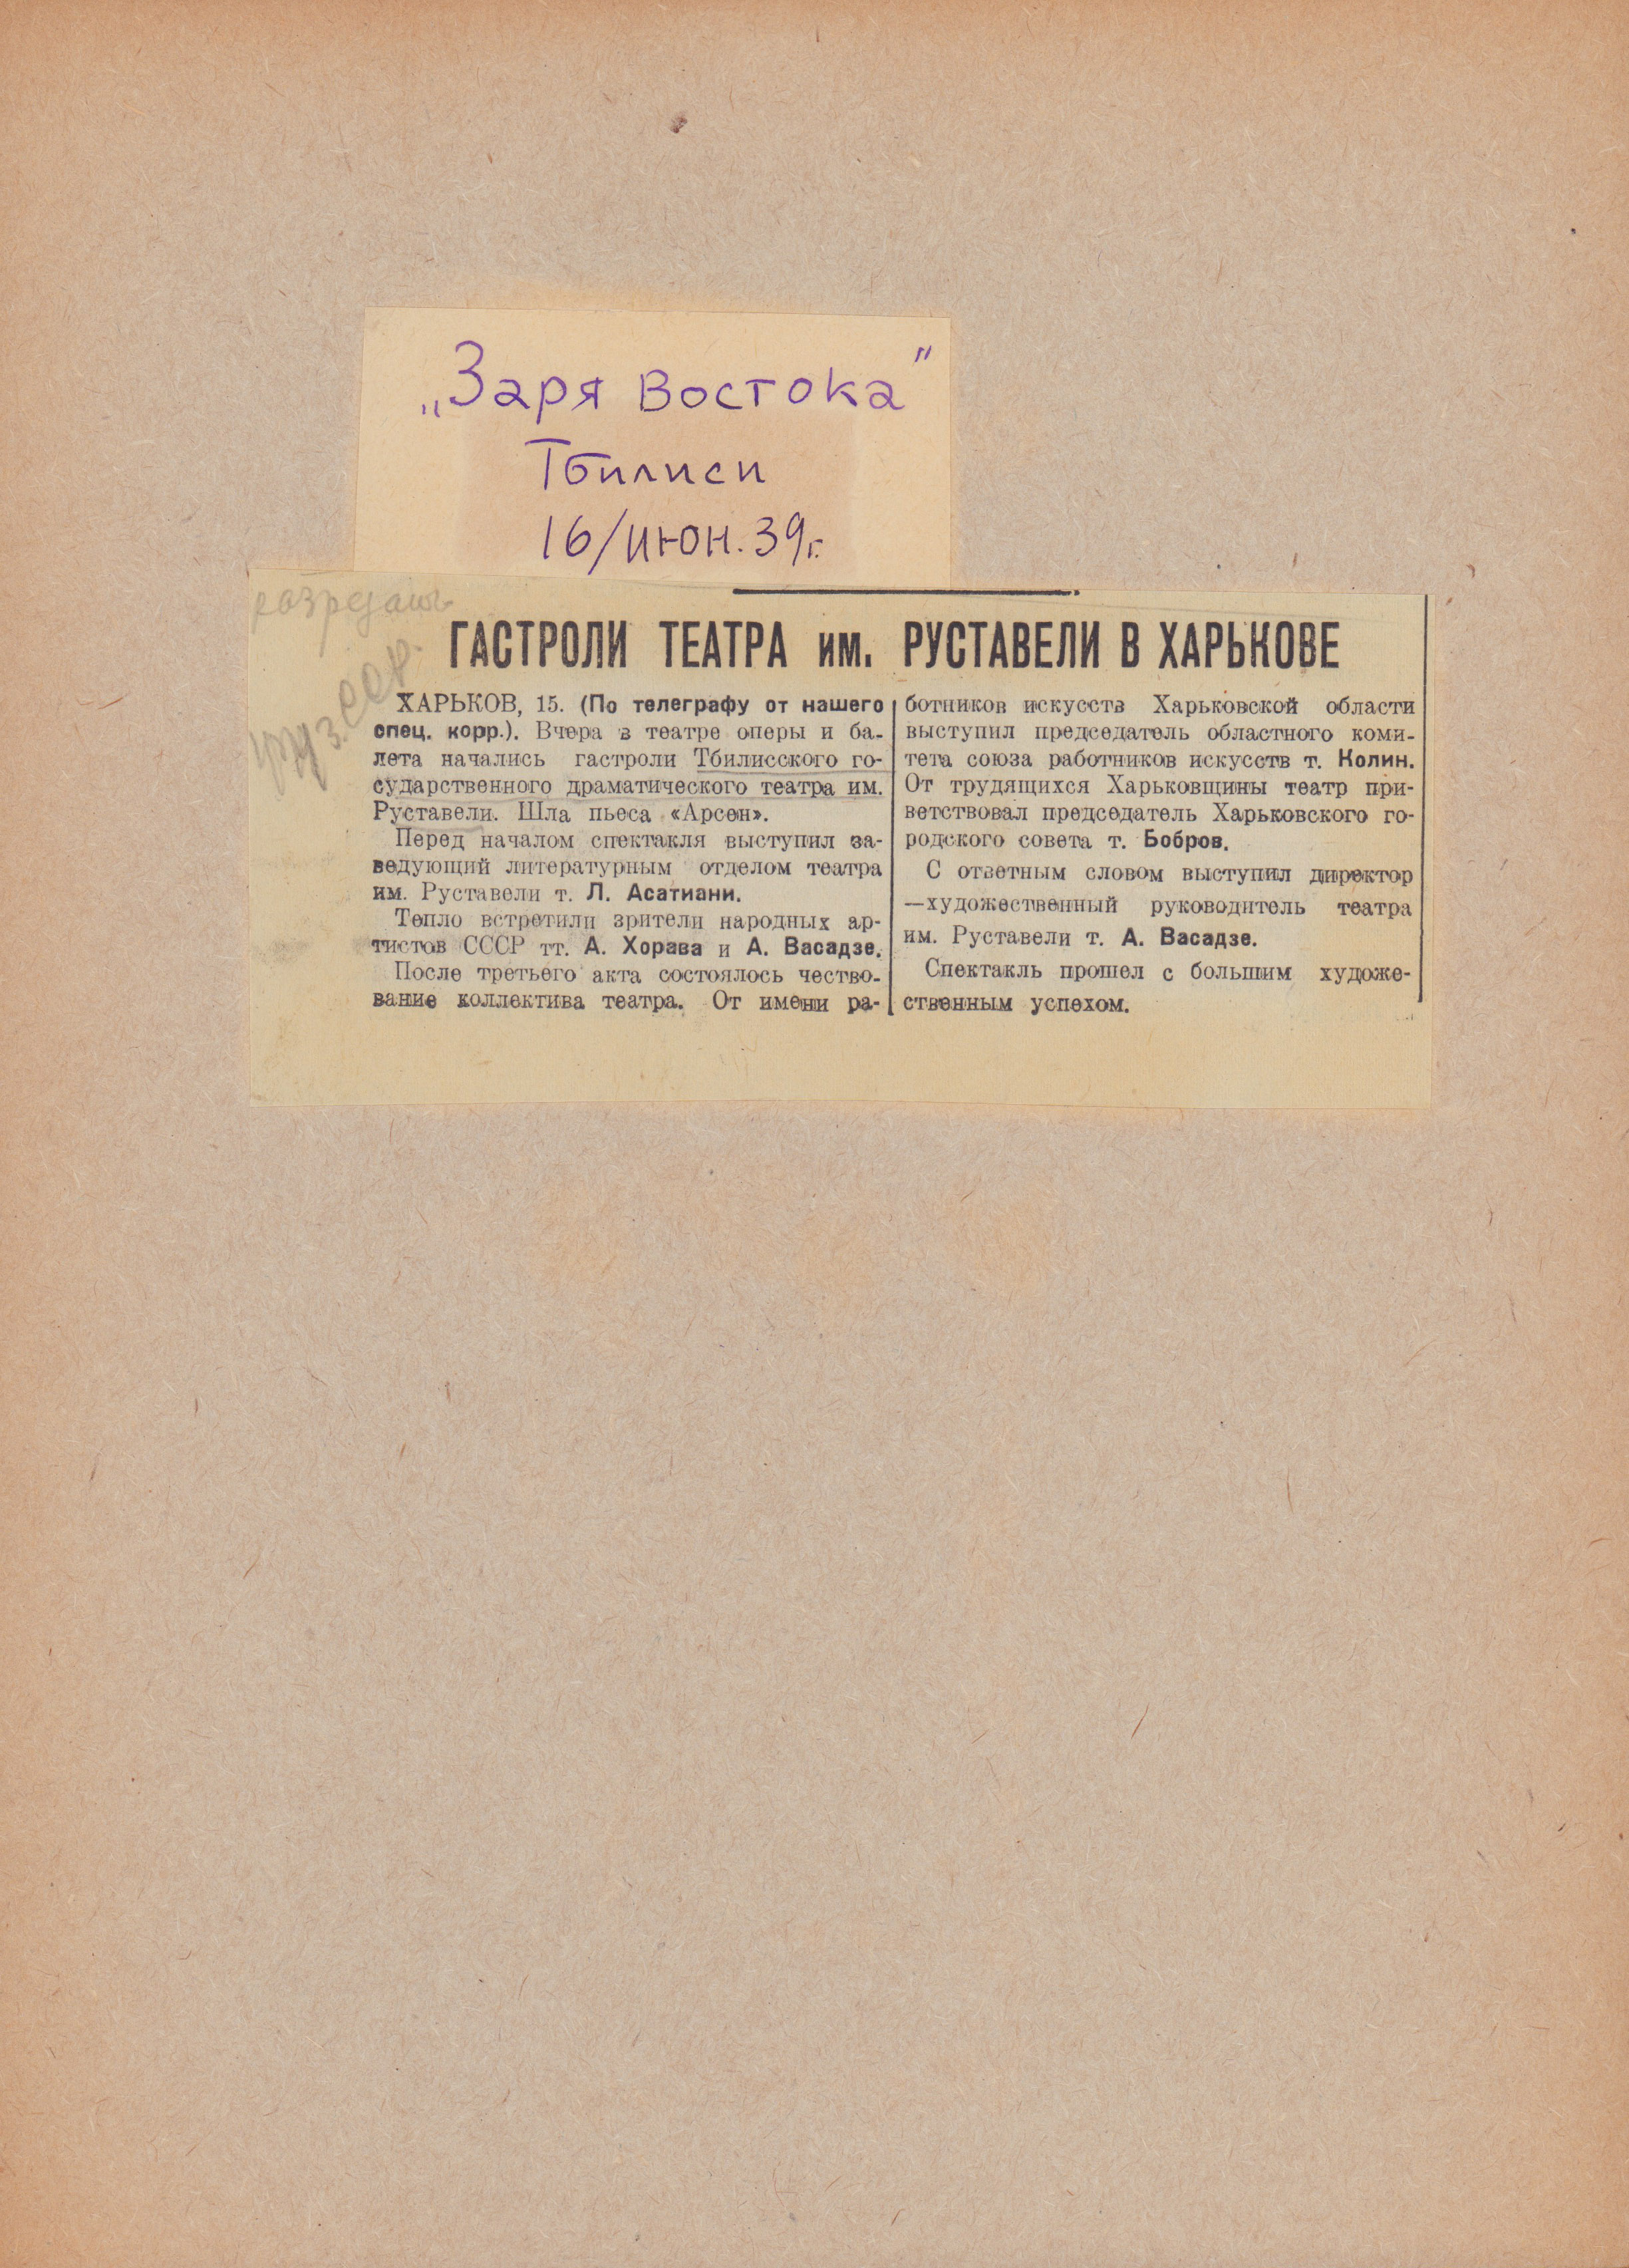 „Заря Востока"
Тбилиси
16/июн. 39г.
груз. ССР.
ГАСТРОЛИ ТЕАТРА им. РУСТАВЕЛИ В ХАРЬКОВЕ
ХАРЬКОВ, 15. (По телеграфу от нашего
спец. корр.). Вчера в театре оперы и ба-
лета начались гастроли Тбилисского го-
сударственного драматического театра им.
Руставели. Шла пьеса «Арсен».
Перед началом спектакля выступил за-
ведующий литературным отделом театра
им. Руставели т. Л. Асатиани.
Тепло встретили зрители народных ар-
тистов СССР тт. А. Хорава и А. Васадзе.
После третьего акта состоялось чество-
вание коллектива театра. От имени ра-
ботников искусств Харьковской области
выступил председатель областного коми-
тета союза работников искусств т. Колин.
От трудящихся Харьковщины театр при-
ветствовал председатель Харьковского го-
родского совета т. Бобров.
С ответным словом выступил директор
—художественный руководитель театра
им. Руставели т. А. Васадзе.
Спектакль прошел с большим художе-
ственным успехом.